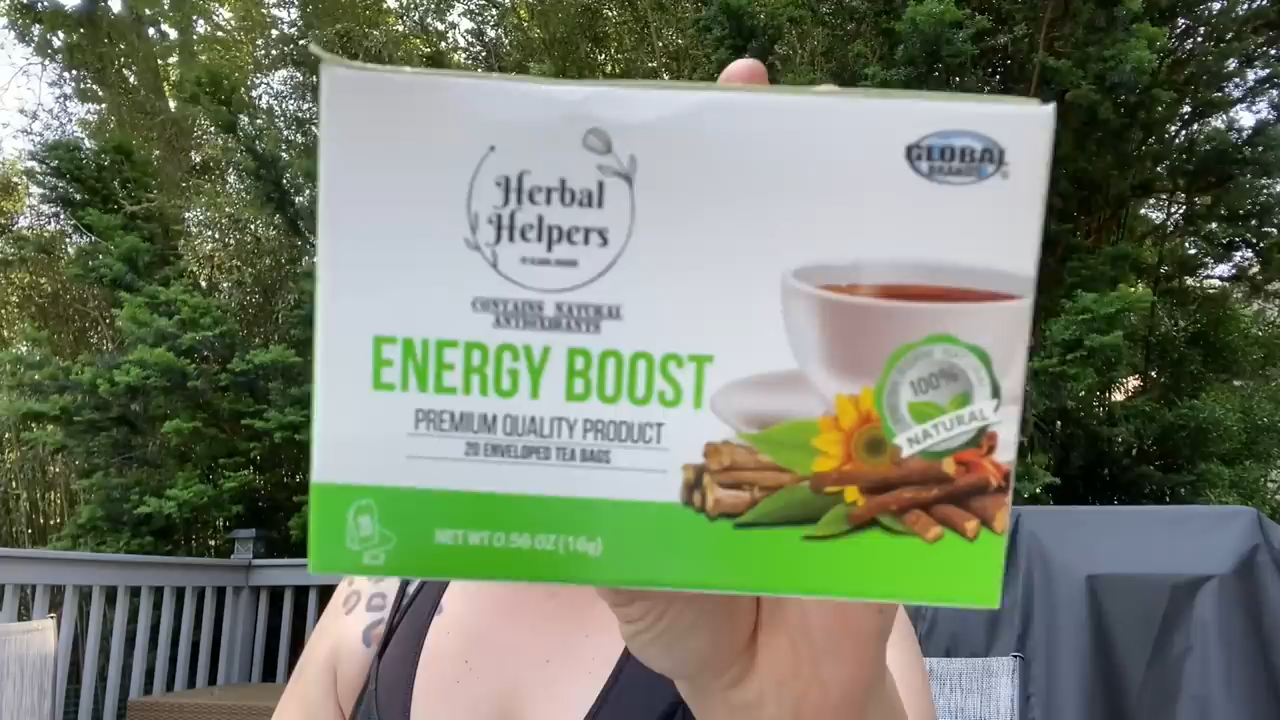 GLOBAL
BRANDS
Herbal
Helpers
CONTAINS NATURAL
ANTIOXIDANTS
ENERGY BOOST
PREMIUM QUALITY PRODUCT
20 ENVELOPED TEA BAGS
100%
NATURAL
NET WT 0.56 OZ (16g)